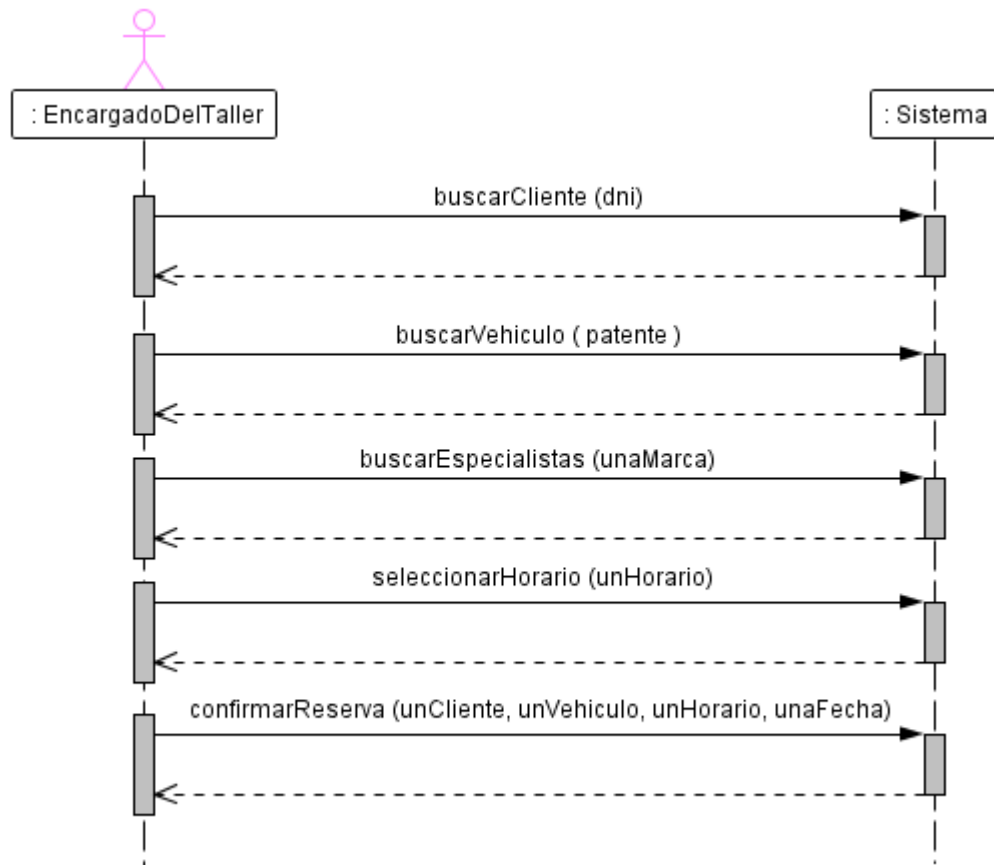 : EncargadoDelTaller
: Sistema
buscarCliente (dni)
buscarVehiculo ( patente )
buscarEspecialistas (unaMarca)
seleccionarHorario (unHorario)
confirmarReserva (unCliente, unVehiculo, unHorario, unaFecha)